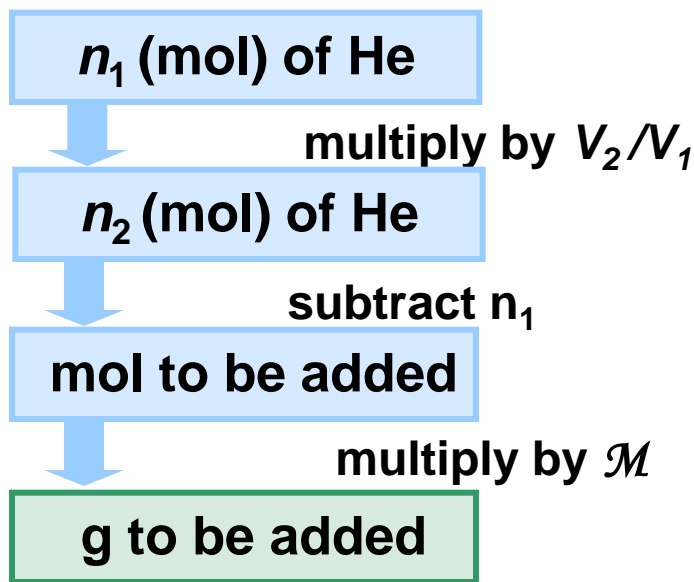 n₁ (mol) of He
multiply by V₂/V₁
n₂ (mol) of He
subtract n₁
mol to be added
multiply by ℳ
g to be added